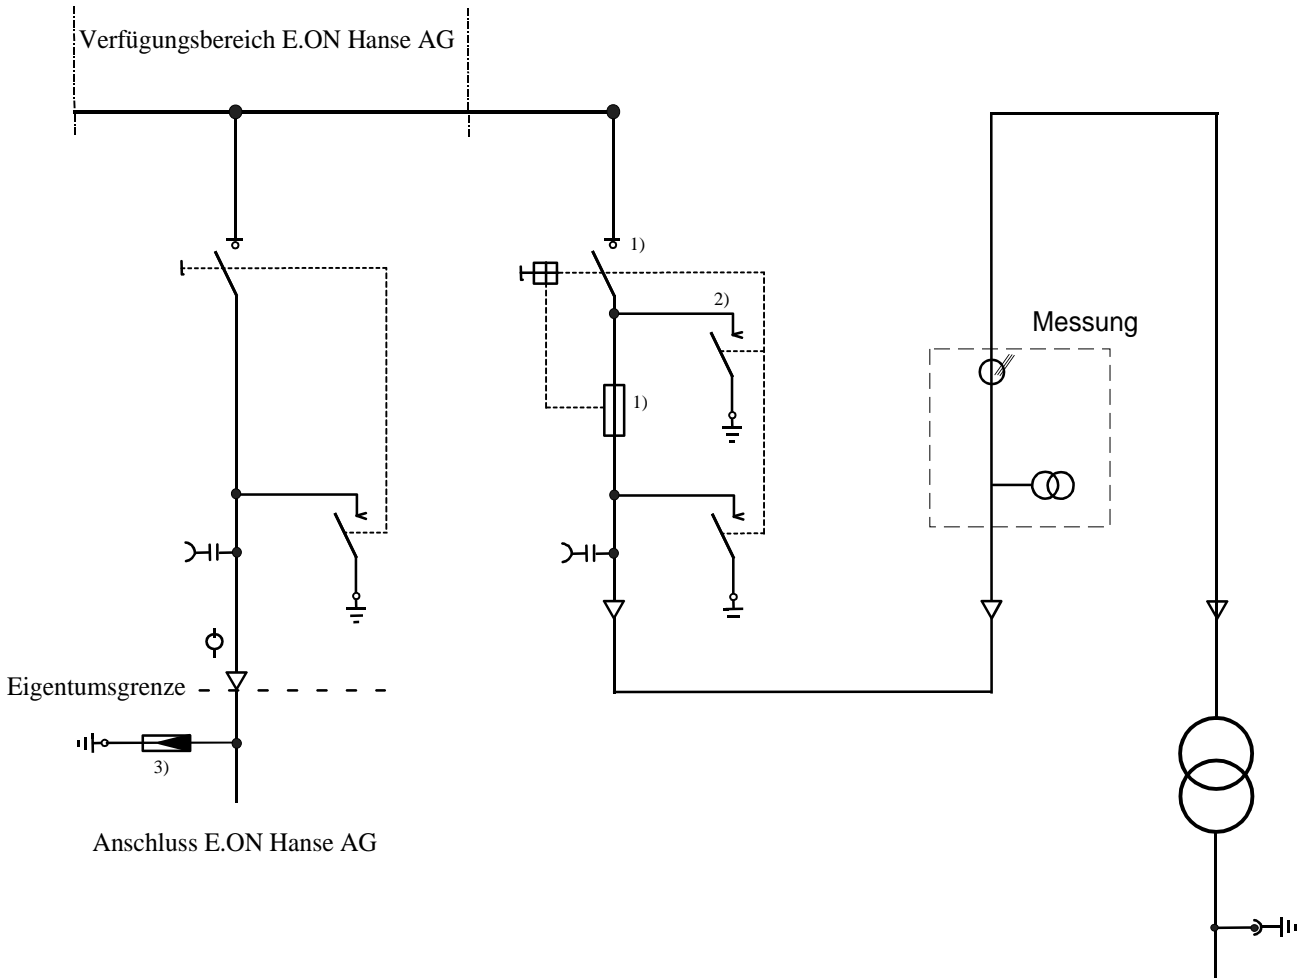 Verfügungsbereich E.ON Hanse AG
1)
2)
1)
Messung
Eigentumsgrenze
3)
Anschluss E.ON Hanse AG